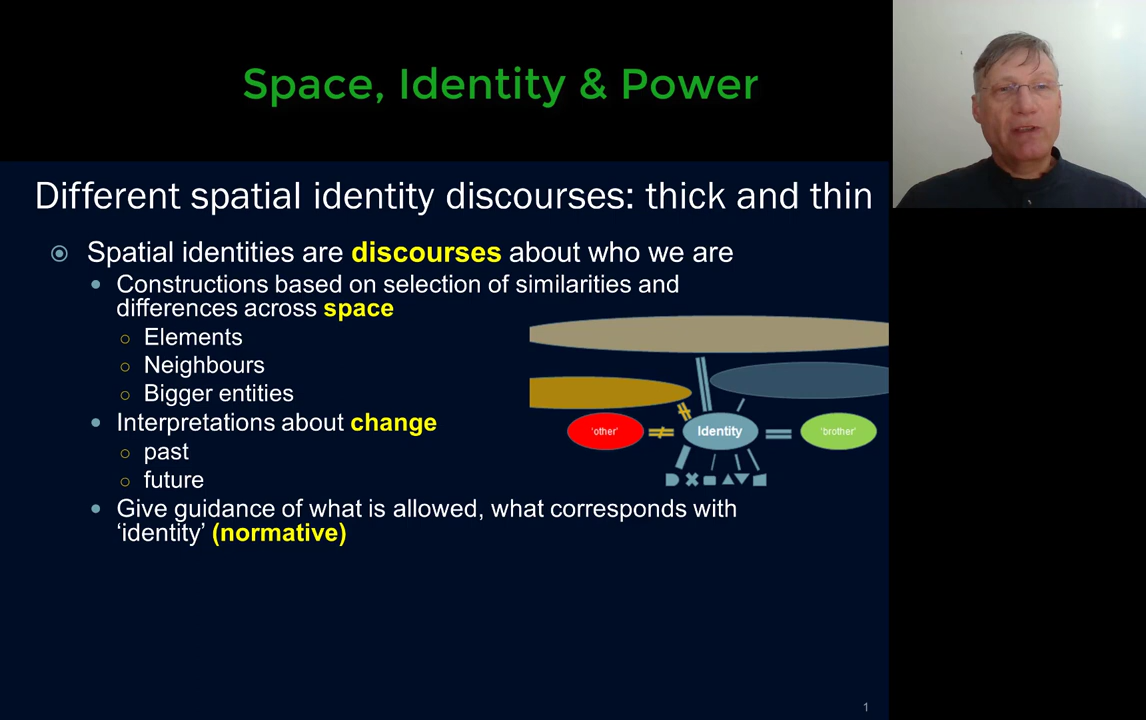 Space, Identity & Power
Different spatial identity discourses: thick and thin
Spatial identities are discourses about who we are
Constructions based on selection of similarities and
differences across space
Elements
Neighbours
Bigger entities
Interpretations about change
past
future
Give guidance of what is allowed, what corresponds with
‘identity’ (normative)
‘other’
Identity
‘brother’
1